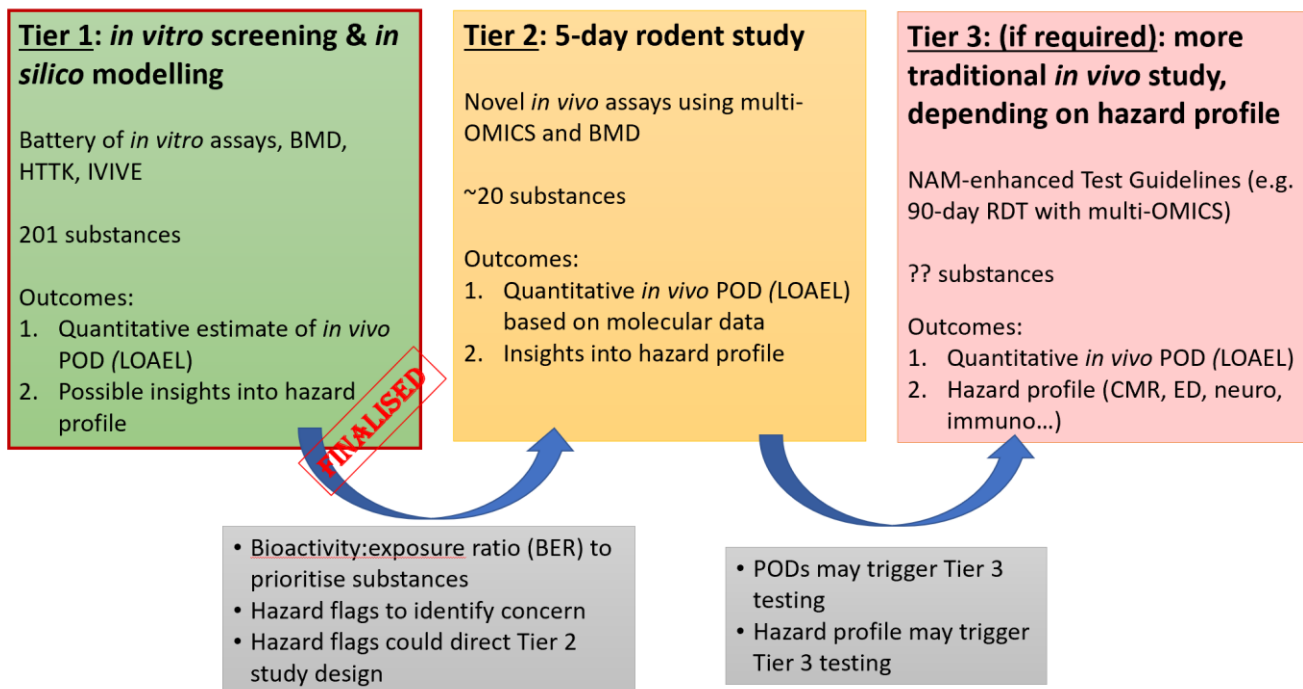 Tier 1: in vitro screening & in
silico modelling
Battery of in vitro assays, BMD,
HTTK, IVIVE
201 substances
Outcomes:
1. Quantitative estimate of in vivo
POD (LOAEL)
2. Possible insights into hazard
profile
FINALISED
Tier 2: 5-day rodent study
Novel in vivo assays using multi-
OMICS and BMD
~20 substances
Outcomes:
1. Quantitative in vivo POD (LOAEL)
based on molecular data
2. Insights into hazard profile
Tier 3: (if required): more
traditional in vivo study,
depending on hazard profile
NAM-enhanced Test Guidelines (e.g.
90-day RDT with multi-OMICS)
?? substances
Outcomes:
1. Quantitative in vivo POD (LOAEL)
2. Hazard profile (CMR, ED, neuro,
immuno...)
• Bioactivity:exposure ratio (BER) to
prioritise substances
• Hazard flags to identify concern
• Hazard flags could direct Tier 2
study design
• PODs may trigger Tier 3
testing
• Hazard profile may trigger
Tier 3 testing